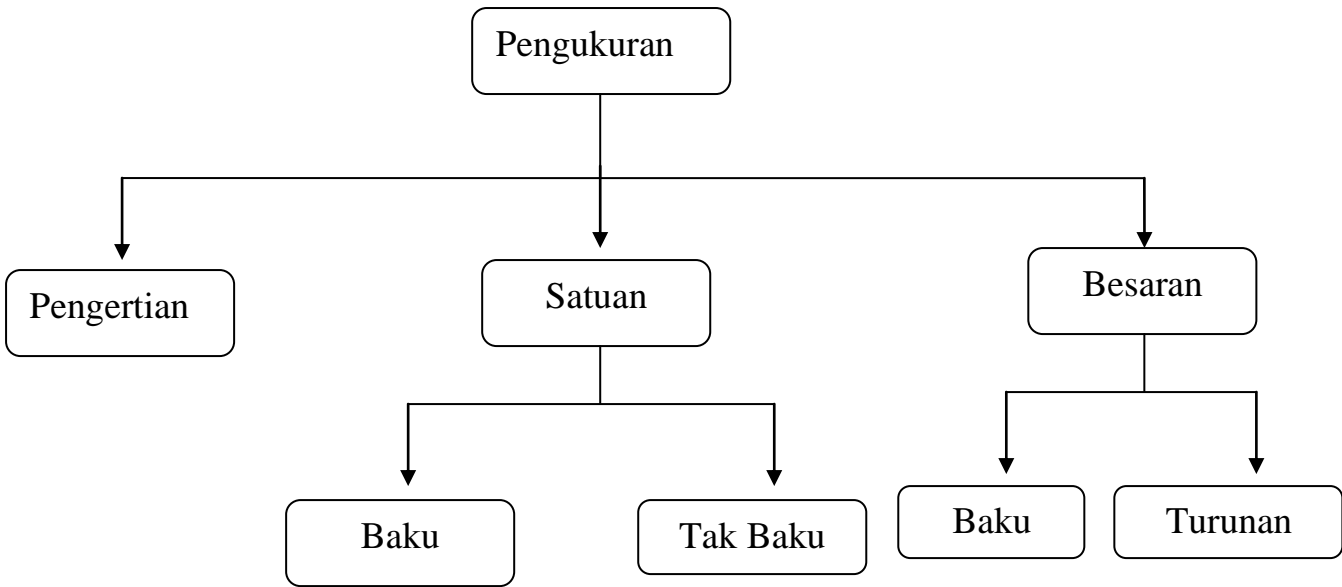 Pengukuran
Pengertian
Satuan
Besaran
Baku
Tak Baku
Baku
Turunan